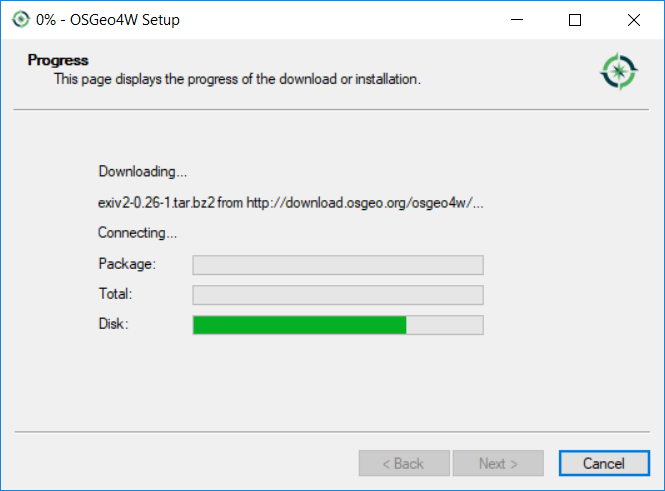 0% - OSGeo4W Setup
Progress
This page displays the progress of the download or installation.
Downloading...
exiv2-0.26-1.tar.bz2 from http://download.osgeo.org/osgeo4w/...
Connecting...
Package:
Total:
Disk:
< Back Next > Cancel